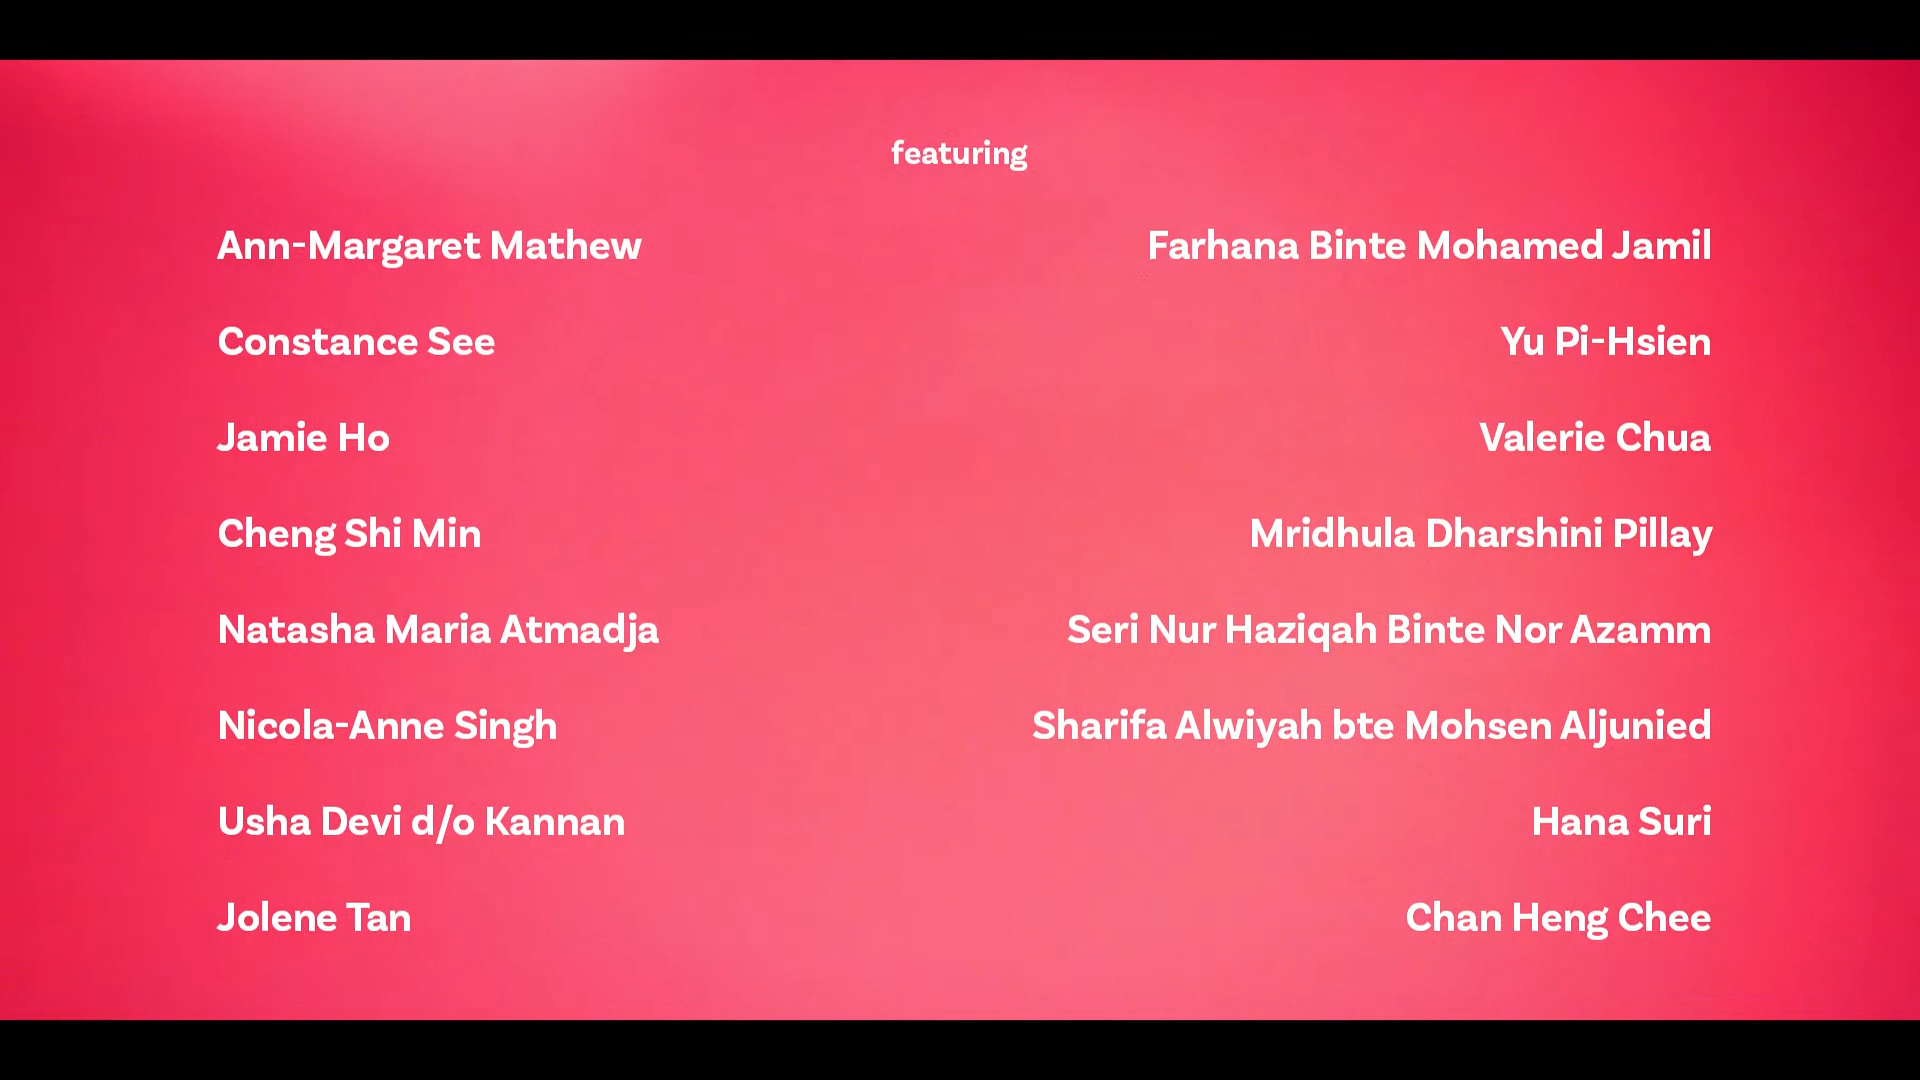 featuring
Ann-Margaret Mathew
Farhana Binte Mohamed Jamil
Constance See
Yu Pi-Hsien
Jamie Ho
Valerie Chua
Cheng Shi Min
Mridhula Dharshini Pillay
Natasha Maria Atmadja
Seri Nur Haziqah Binte Nor Azamm
Nicola-Anne Singh
Sharifa Alwiyah bte Mohsen Aljunied
Usha Devi d/o Kannan
Hana Suri
Jolene Tan
Chan Heng Chee